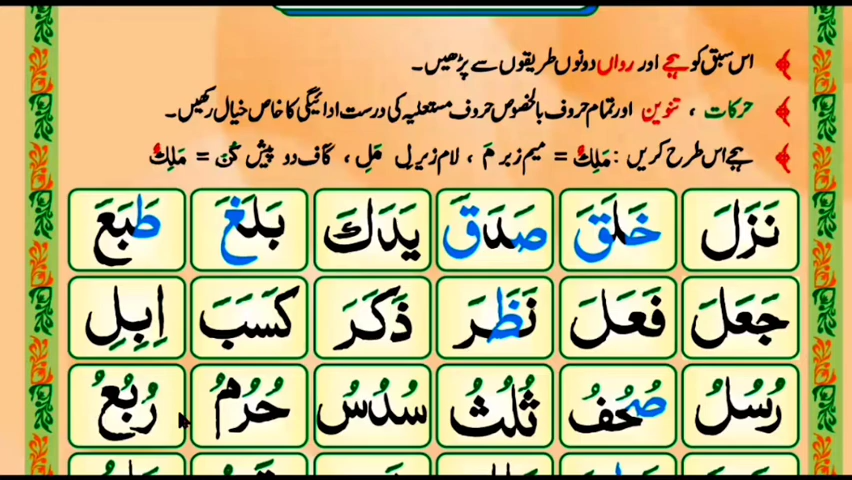 اس سبق کو ہجے اور رواں دونوں طریقوں سے پڑھیں۔
حرکات ، تنوین اور تمام حروف بالخصوص حروف مستعلیہ کی درست ادائیگی کا خاص خیال رکھیں۔
ہجے اس طرح کریں : مَلِكٌ = میم زبر مَ ، لام زیر لِ مَلِ ، کاف دو پیش كٌ = مَلِكٌ
نَزَلَ خَلَقَ صَدَقَ يَدَكَ بَلَغَ طَبَعَ
جَعَلَ فَعَلَ نَظَرَ ذَكَرَ كَسَبَ اِبِلِ
رُسُلُ صُحُفُ ثُلُثُ سُدُسُ حُرُمُ رُبُعُ